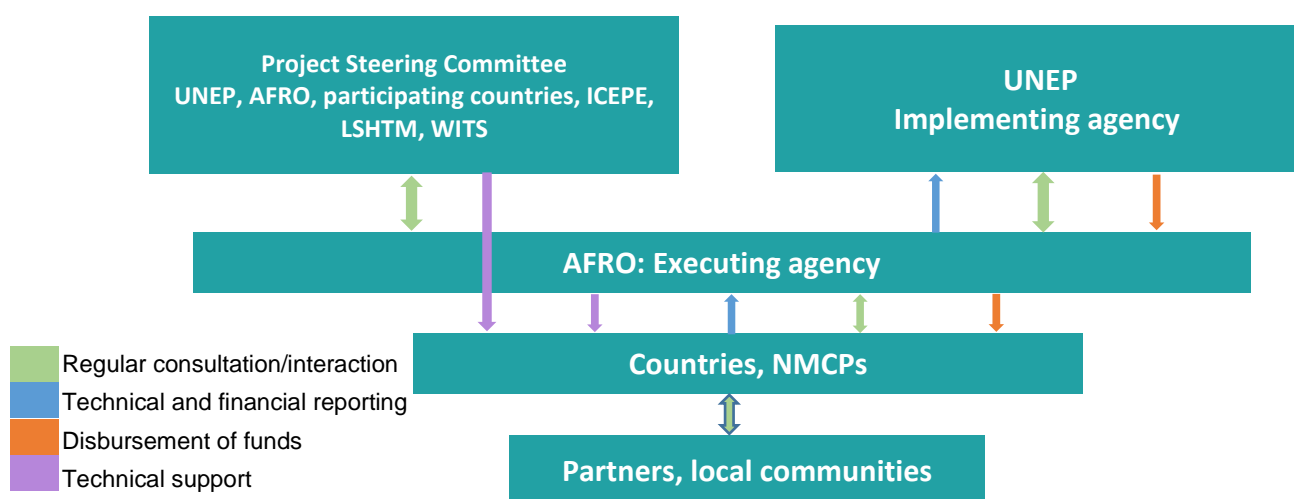 Project Steering Committee
UNEP, AFRO, participating countries, ICEPE,
LSHTM, WITS
UNEP
Implementing agency
AFRO: Executing agency
Countries, NMCPs
Partners, local communities
Regular consultation/interaction
Technical and financial reporting
Disbursement of funds
Technical support